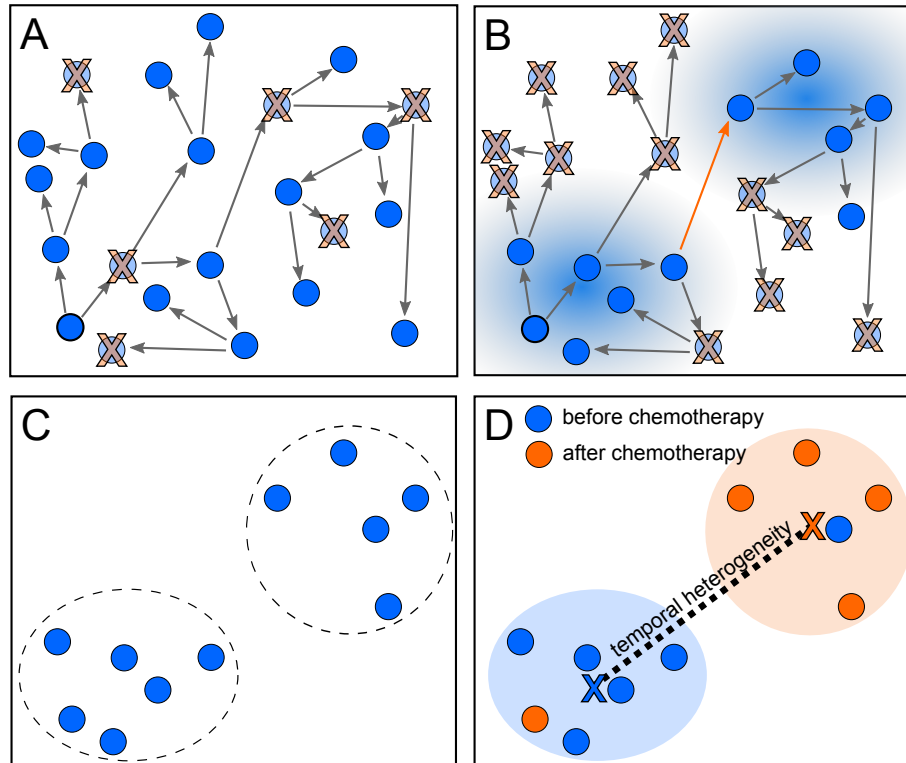 A
B
C
D
before chemotherapy
after chemotherapy
temporal heterogeneity
X
X